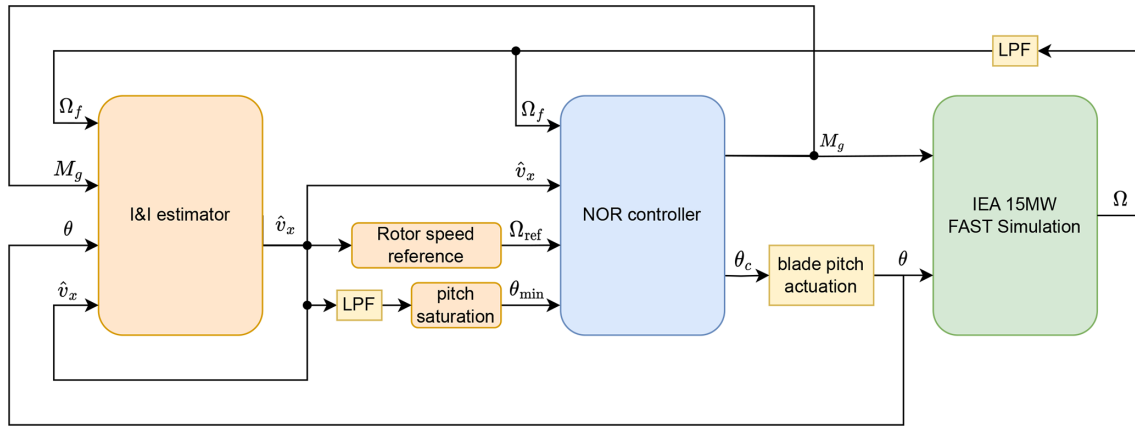 LPF
Ω_f
Ω_f
M_g
M_g
v̂_x
I&I estimator
NOR controller
IEA 15MW
FAST Simulation
Ω
θ
v̂_x
Rotor speed
reference
Ω_ref
θ_c
blade pitch
actuation
θ
v̂_x
LPF
pitch
saturation
θ_min